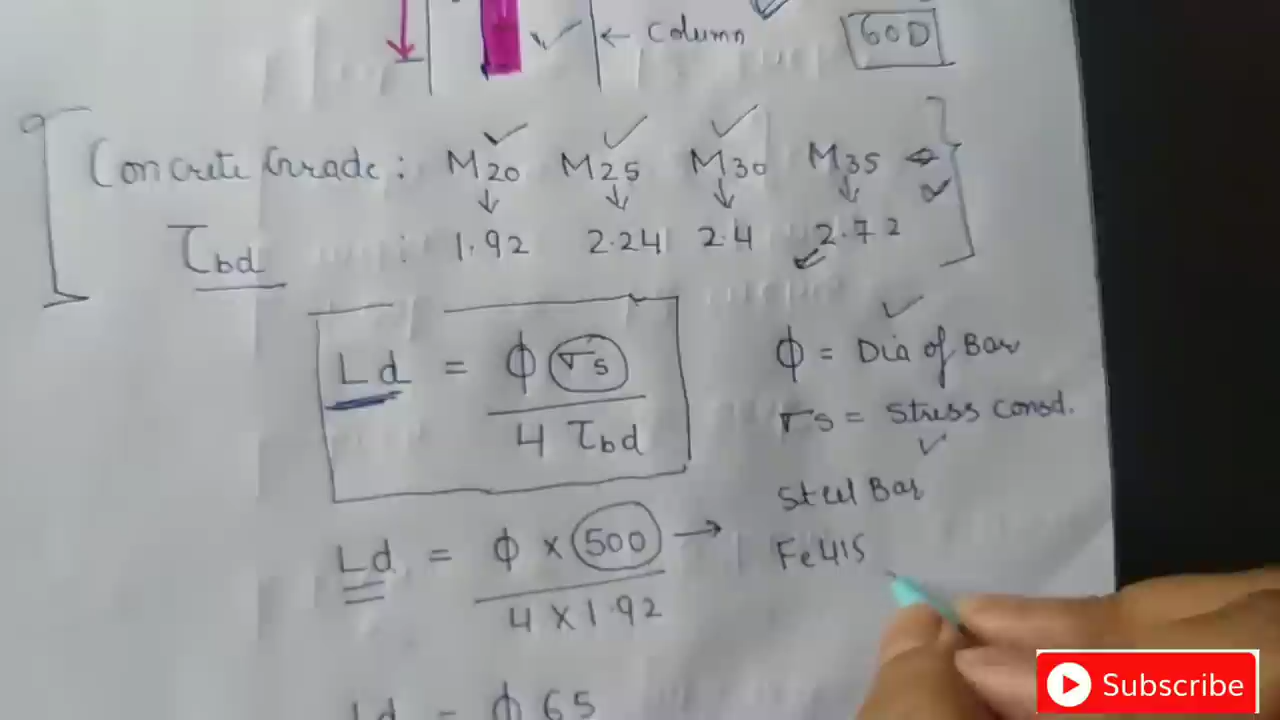 ← Column
60D
Concrete Grade : M20 M25 M30 M35
↓ ↓ ↓ ↓
τbd : 1.92 2.24 2.4 2.72
Ld = ϕ σs / 4 τbd
ϕ = Dia of Bar
σs = Stress Consd.
Steel Bar
Fe415
Ld = ϕ × 500 → / 4 × 1.92
Ld = ϕ 65
Subscribe